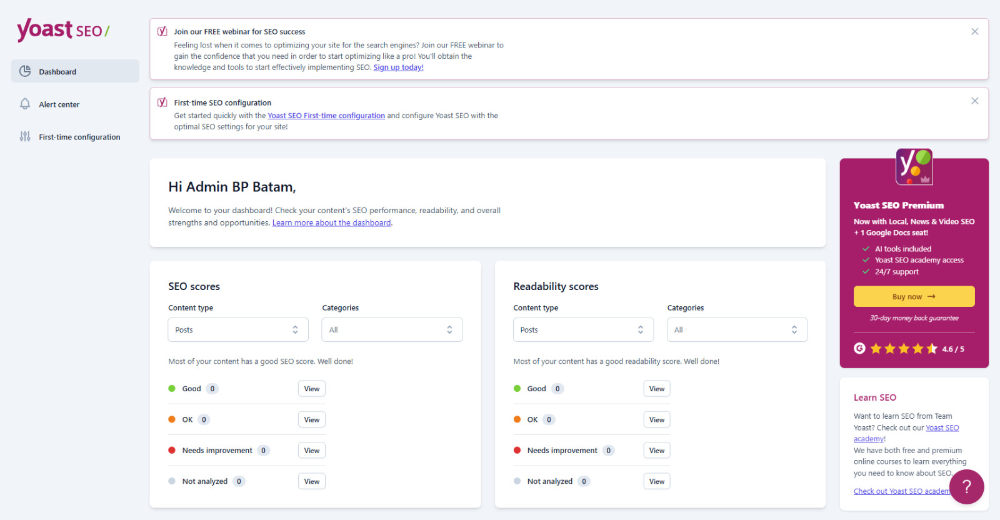 yoast SEO/
Dashboard
Alert center
First-time configuration
Join our FREE webinar for SEO success
Feeling lost when it comes to optimizing your site for the search engines? Join our FREE webinar to
gain the confidence that you need in order to start optimizing like a pro! You'll obtain the
knowledge and tools to start effectively implementing SEO. Sign up today!
First-time SEO configuration
Get started quickly with the Yoast SEO First-time configuration and configure Yoast SEO with the
optimal SEO settings for your site!
Hi Admin BP Batam,
Welcome to your dashboard! Check your content's SEO performance, readability, and overall
strengths and opportunities. Learn more about the dashboard.
SEO scores
Content type
Categories
Posts
All
Most of your content has a good SEO score. Well done!
Good 0 View
OK 0 View
Needs improvement 0 View
Not analyzed 0 View
Readability scores
Content type
Categories
Posts
All
Most of your content has a good readability score. Well done!
Good 0 View
OK 0 View
Needs improvement 0 View
Not analyzed 0 View
Yoast SEO Premium
Now with Local, News & Video SEO
+ 1 Google Docs seat!
AI tools included
Yoast SEO academy access
24/7 support
Buy now →
30-day money back guarantee
4.6 / 5
Learn SEO
Want to learn SEO from Team
Yoast? Check out our Yoast SEO
academy!
We have both free and premium
online courses to learn everything
you need to know about SEO.
Check out Yoast SEO academ
?